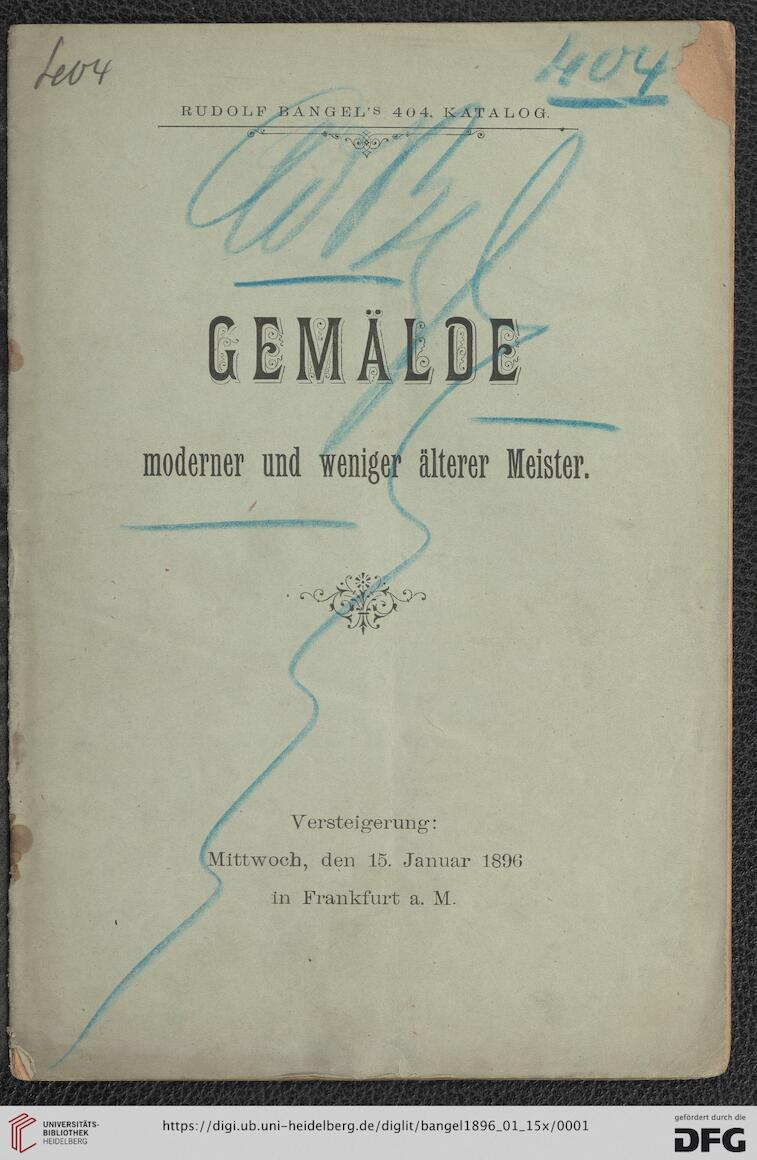 404
404
RUDOLF BANGEL'S 404. KATALOG.
GEMÄLDE
moderner und weniger älterer Meister.
Versteigerung:
Mittwoch, den 15. Januar 1896
in Frankfurt a. M.
UNIVERSITÄTS-
BIBLIOTHEK
HEIDELBERG
https://digi.ub.uni-heidelberg.de/diglit/bangel1896_01_15x/0001
gefördert durch die
DFG